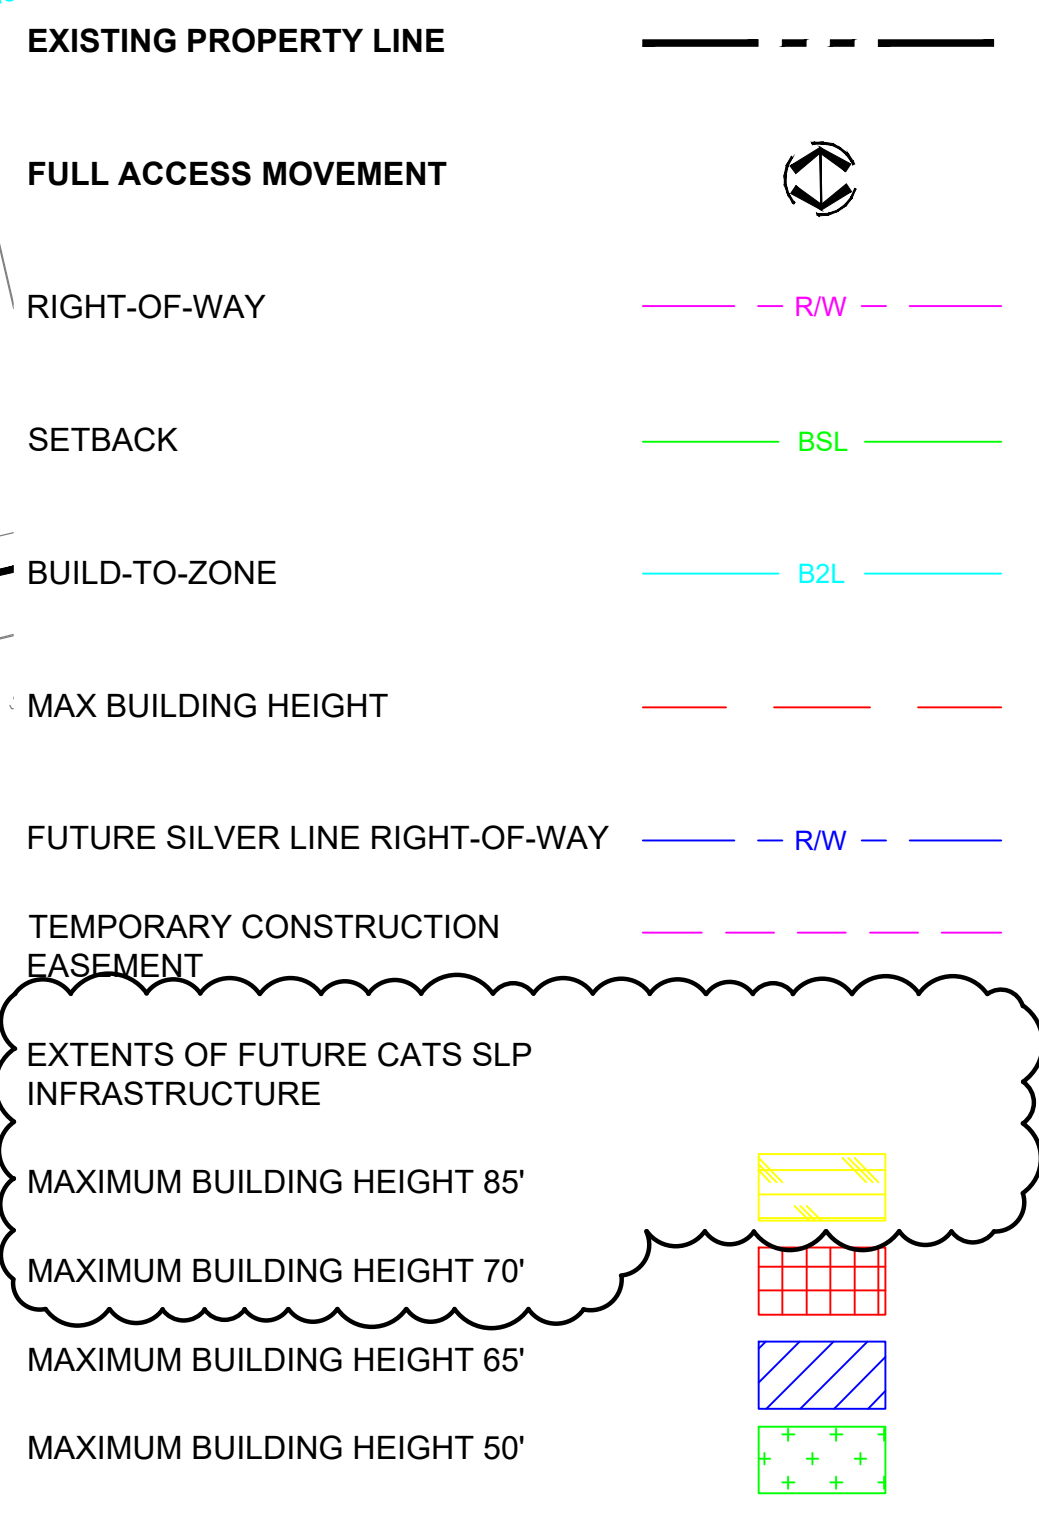 EXISTING PROPERTY LINE
FULL ACCESS MOVEMENT
RIGHT-OF-WAY R/W
SETBACK BSL
BUILD-TO-ZONE B2L
MAX BUILDING HEIGHT
FUTURE SILVER LINE RIGHT-OF-WAY R/W
TEMPORARY CONSTRUCTION
EASEMENT
EXTENTS OF FUTURE CATS SLP
INFRASTRUCTURE
MAXIMUM BUILDING HEIGHT 85'
MAXIMUM BUILDING HEIGHT 70'
MAXIMUM BUILDING HEIGHT 65'
MAXIMUM BUILDING HEIGHT 50'